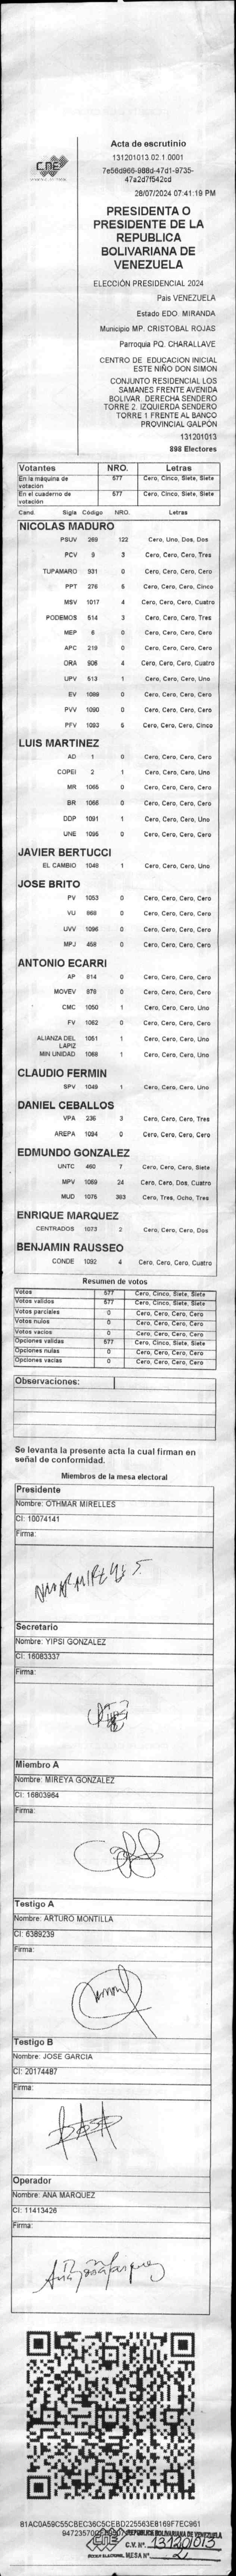 CNE
Acta de escrutinio
131201013.02.1.0001
7e56d966-988d-47d1-9735-
47a2d7f542cd
28/07/2024 07:41:19 PM
PRESIDENTA O
PRESIDENTE DE LA
REPUBLICA
BOLIVARIANA DE
VENEZUELA
ELECCIÓN PRESIDENCIAL 2024
Pais VENEZUELA
Estado EDO. MIRANDA
Municipio MP. CRISTOBAL ROJAS
Parroquia PQ. CHARALLAVE
CENTRO DE EDUCACION INICIAL
ESTE NIÑO DON SIMON
CONJUNTO RESIDENCIAL LOS
SAMANES FRENTE AVENIDA
BOLIVAR. DERECHA SENDERO
TORRE 2. IZQUIERDA SENDERO
TORRE 1 FRENTE AL BANCO
PROVINCIAL GALPÓN
131201013
898 Electores
Votantes NRO. Letras
En la máquina de votación 577 Cero, Cinco, Siete, Siete
En el cuaderno de votación 577 Cero, Cinco, Siete, Siete
Cand. Sigla Código NRO. Letras
NICOLAS MADURO
PSUV 289 122 Cero, Uno, Dos, Dos
PCV 9 3 Cero, Cero, Cero, Tres
TUPAMARO 931 0 Cero, Cero, Cero, Cero
PPT 276 5 Cero, Cero, Cero, Cinco
MSV 1017 4 Cero, Cero, Cero, Cuatro
PODEMOS 514 3 Cero, Cero, Cero, Tres
MEP 6 0 Cero, Cero, Cero, Cero
APC 219 0 Cero, Cero, Cero, Cero
ORA 906 4 Cero, Cero, Cero, Cuatro
UPV 513 1 Cero, Cero, Cero, Uno
EV 1089 0 Cero, Cero, Cero, Cero
PVV 1090 0 Cero, Cero, Cero, Cero
PFV 1093 5 Cero, Cero, Cero, Cinco
LUIS MARTINEZ
AD 1 0 Cero, Cero, Cero, Cero
COPEI 2 1 Cero, Cero, Cero, Uno
MR 1065 0 Cero, Cero, Cero, Cero
BR 1066 0 Cero, Cero, Cero, Cero
DDP 1091 1 Cero, Cero, Cero, Uno
UNE 1095 0 Cero, Cero, Cero, Cero
JAVIER BERTUCCI
EL CAMBIO 1048 1 Cero, Cero, Cero, Uno
JOSE BRITO
PV 1053 0 Cero, Cero, Cero, Cero
VU 868 0 Cero, Cero, Cero, Cero
UVV 1096 0 Cero, Cero, Cero, Cero
MPJ 458 0 Cero, Cero, Cero, Cero
ANTONIO ECARRI
AP 814 0 Cero, Cero, Cero, Cero
MOVEV 878 0 Cero, Cero, Cero, Cero
CMC 1050 1 Cero, Cero, Cero, Uno
FV 1062 0 Cero, Cero, Cero, Cero
ALIANZA DEL LAPIZ 1051 1 Cero, Cero, Cero, Uno
MIN UNIDAD 1068 1 Cero, Cero, Cero, Uno
CLAUDIO FERMIN
SPV 1049 1 Cero, Cero, Cero, Uno
DANIEL CEBALLOS
VPA 236 3 Cero, Cero, Cero, Tres
AREPA 1094 0 Cero, Cero, Cero, Cero
EDMUNDO GONZALEZ
UNTC 460 7 Cero, Cero, Cero, Siete
MPV 1069 24 Cero, Cero, Dos, Cuatro
MUD 1076 383 Cero, Tres, Ocho, Tres
ENRIQUE MARQUEZ
CENTRADOS 1073 2 Cero, Cero, Cero, Dos
BENJAMIN RAUSSEO
CONDE 1092 4 Cero, Cero, Cero, Cuatro
Resumen de votos
Votos 577 Cero, Cinco, Siete, Siete
Votos validos 577 Cero, Cinco, Siete, Siete
Votos parciales 0 Cero, Cero, Cero, Cero
Votos nulos 0 Cero, Cero, Cero, Cero
Votos vacios 0 Cero, Cero, Cero, Cero
Opciones validas 577 Cero, Cinco, Siete, Siete
Opciones nulas 0 Cero, Cero, Cero, Cero
Opciones vacias 0 Cero, Cero, Cero, Cero
Observaciones:
Se levanta la presente acta la cual firman en
señal de conformidad.
Miembros de la mesa electoral
Presidente
Nombre: OTHMAR MIRELLES
CI: 10074141
Firma:
Secretario
Nombre: YIPSI GONZALEZ
CI: 16083337
Firma:
Miembro A
Nombre: MIREYA GONZALEZ
CI: 16803964
Firma:
Testigo A
Nombre: ARTURO MONTILLA
CI: 6389239
Firma:
Testigo B
Nombre: JOSE GARCIA
CI: 20174487
Firma:
Operador
Nombre: ANA MARQUEZ
CI: 11413426
Firma:
81AC0A59C55CBEC36C5CEBD225563E8169F7EC961
REPUBLICA BOLIVARIANA DE VENEZUELA
CNE C.V. Nº. 131201013
PODER ELECTORAL MESA Nº. 2